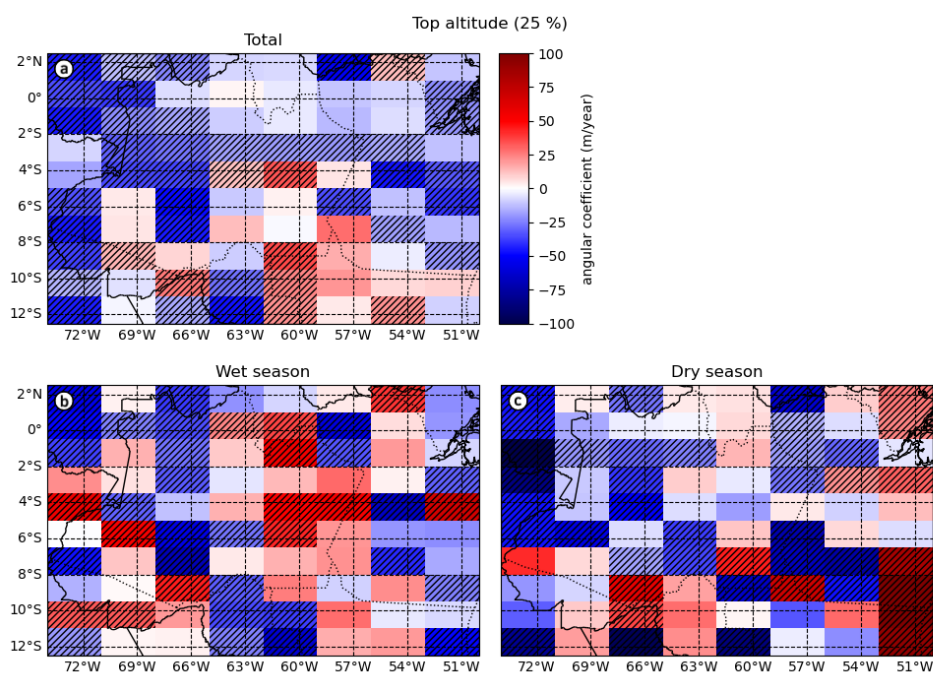 Top altitude (25 %)
Total
a
2°N
0°
2°S
4°S
6°S
8°S
10°S
12°S
72°W 69°W 66°W 63°W 60°W 57°W 54°W 51°W
100
75
50
25
0
−25
−50
−75
−100
angular coefficient (m/year)
Wet season
b
2°N
0°
2°S
4°S
6°S
8°S
10°S
12°S
72°W 69°W 66°W 63°W 60°W 57°W 54°W 51°W
Dry season
c
72°W 69°W 66°W 63°W 60°W 57°W 54°W 51°W